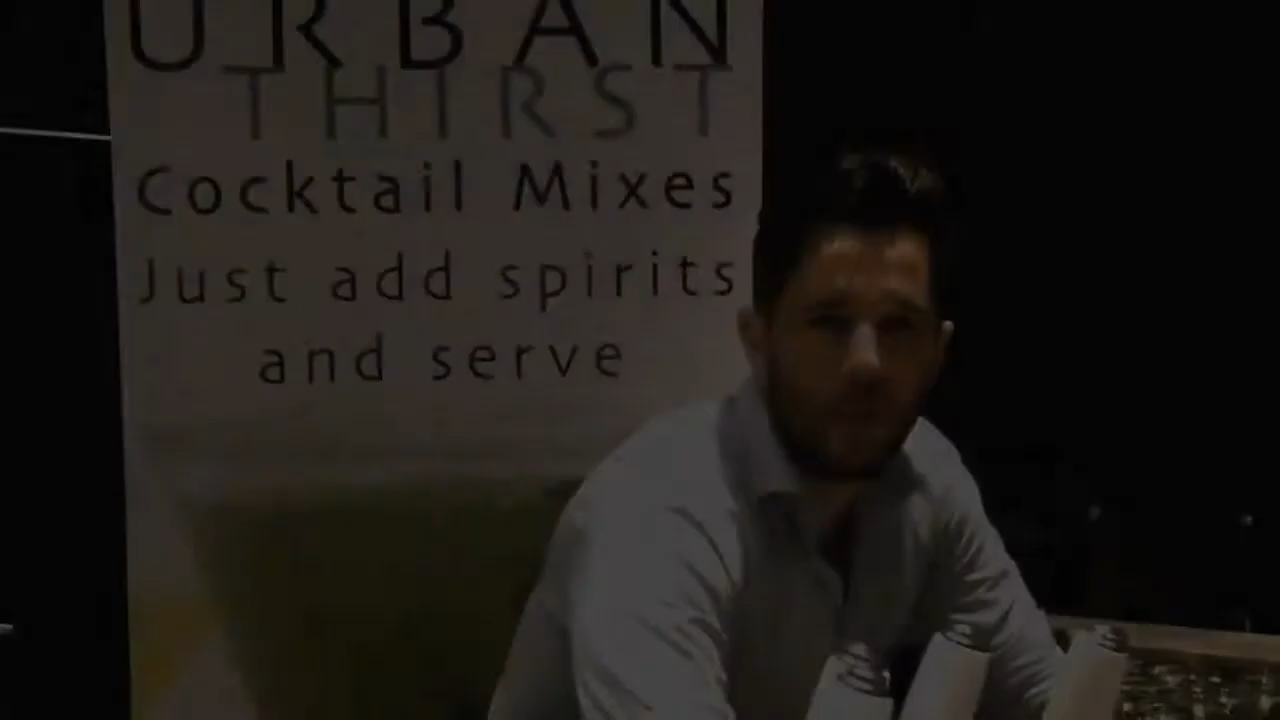 URBAN
THIRST
Cocktail Mixes
Just add spirits
and serve